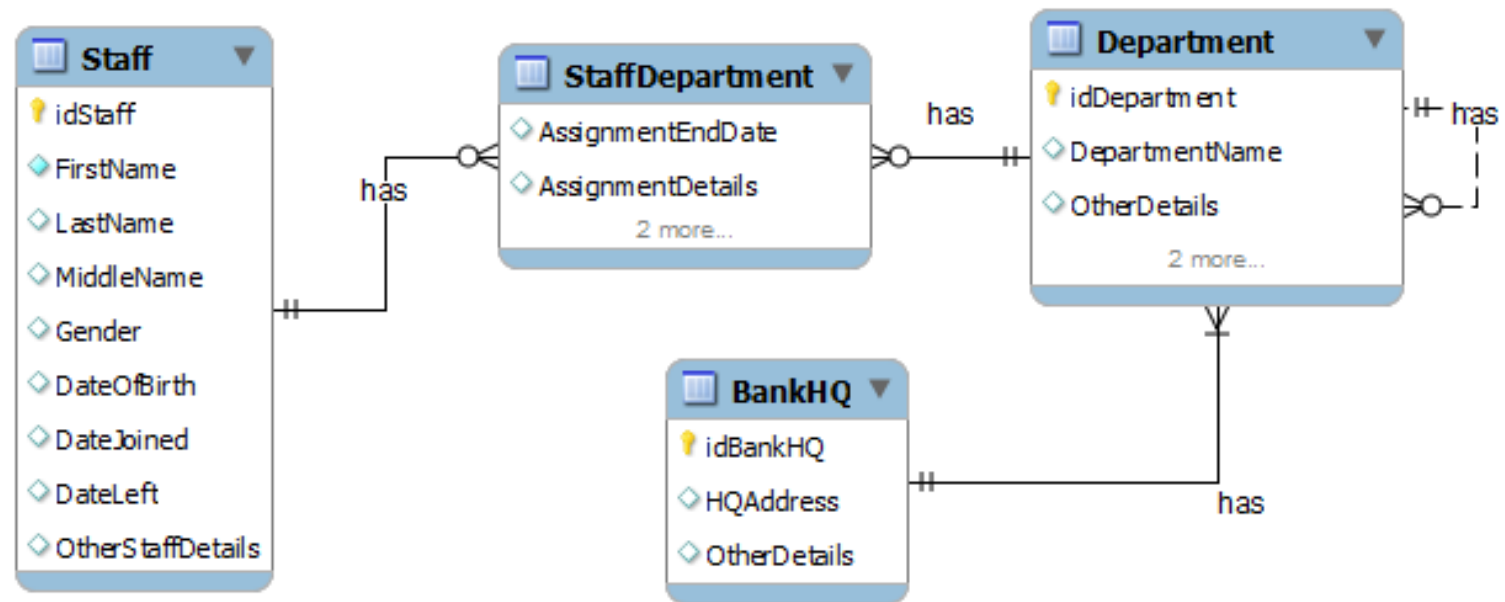 Staff
idStaff
FirstName
LastName
MiddleName
Gender
DateOfBirth
DateJoined
DateLeft
OtherStaffDetails
has
StaffDepartment
AssignmentEndDate
AssignmentDetails
2 more...
has
Department
idDepartment
DepartmentName
OtherDetails
2 more...
has
BankHQ
idBankHQ
HQAddress
OtherDetails
has